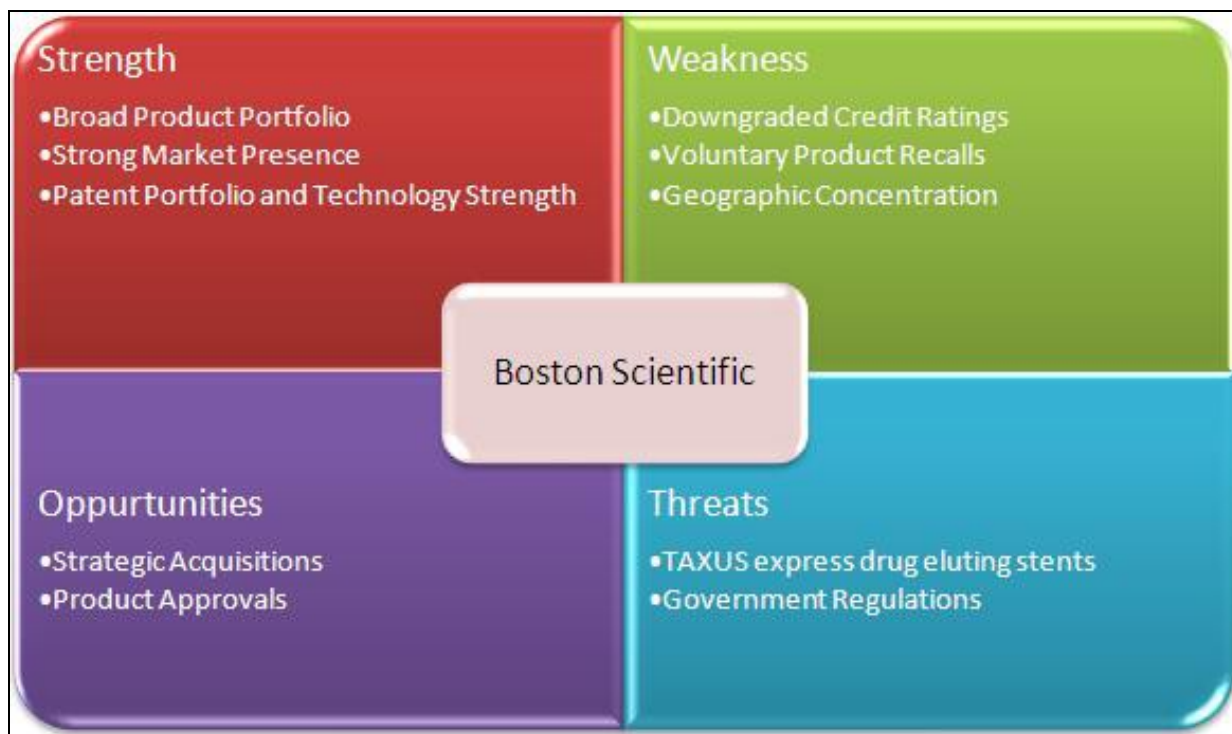 Strength
•Broad Product Portfolio
•Strong Market Presence
•Patent Portfolio and Technology Strength
Weakness
•Downgraded Credit Ratings
•Voluntary Product Recalls
•Geographic Concentration
Boston Scientific
Oppurtunities
•Strategic Acquisitions
•Product Approvals
Threats
•TAXUS express drug eluting stents
•Government Regulations